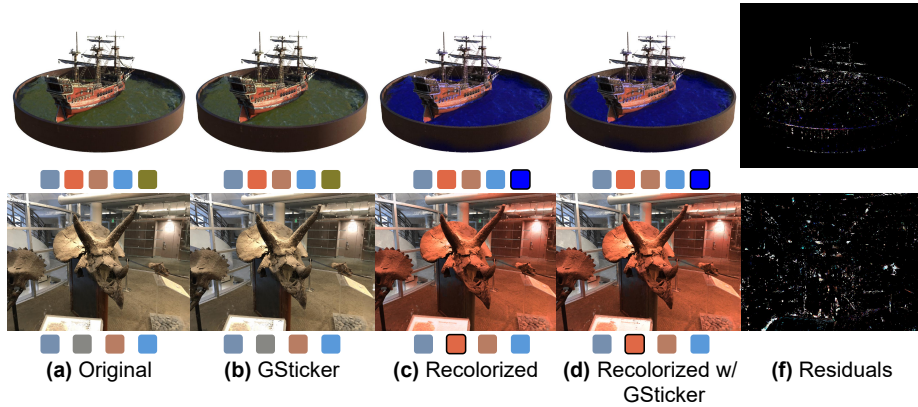 (a) Original
(b) GSticker
(c) Recolorized
(d) Recolorized w/
GSticker
(f) Residuals